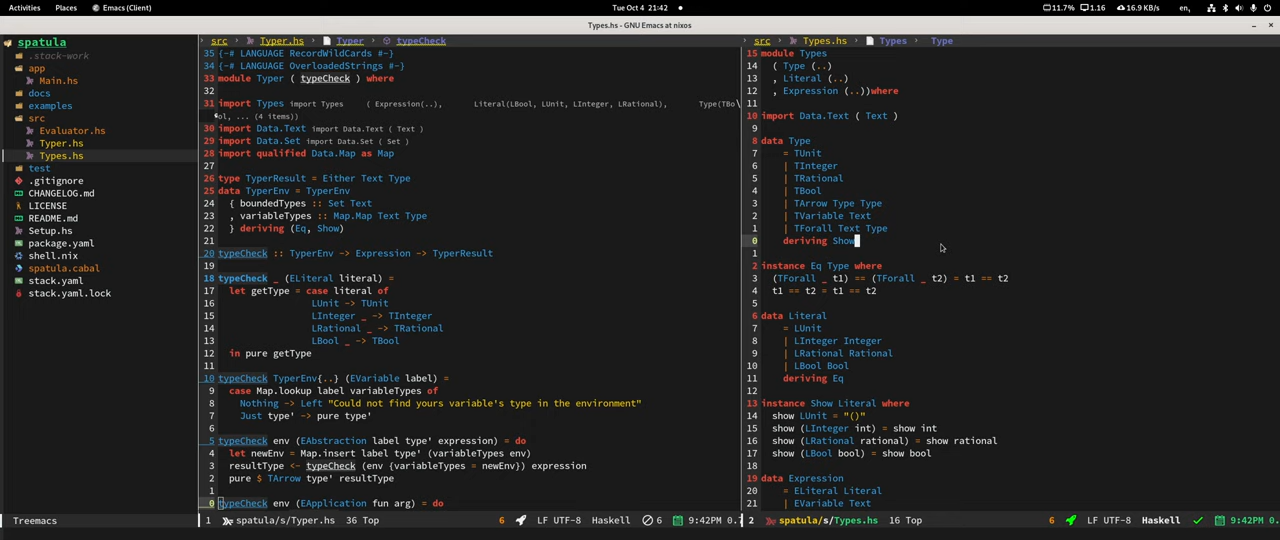 Activities Places Emacs (Client) Tue Oct 4 21:42 11.7% 1.16 16.9 KB/s en,
Types.hs - GNU Emacs at nixos
spatula
.stack-work
app
Main.hs
docs
examples
src
Evaluator.hs
Typer.hs
Types.hs
test
.gitignore
CHANGELOG.md
LICENSE
README.md
Setup.hs
package.yaml
shell.nix
spatula.cabal
stack.yaml
stack.yaml.lock
Treemacs
src › Typer.hs › Typer › typeCheck
35 {-# LANGUAGE RecordWildCards #-}
34 {-# LANGUAGE OverloadedStrings #-}
33 module Typer ( typeCheck ) where
32
31 import Types import Types ( Expression(..), Literal(LBool, LUnit, LInteger, LRational), Type(TBo\
ol, ... (4 items))
30 import Data.Text import Data.Text ( Text )
29 import Data.Set import Data.Set ( Set )
28 import qualified Data.Map as Map
27
26 type TyperResult = Either Text Type
25 data TyperEnv = TyperEnv
24 { boundedTypes :: Set Text
23 , variableTypes :: Map.Map Text Type
22 } deriving (Eq, Show)
21
20 typeCheck :: TyperEnv -> Expression -> TyperResult
19
18 typeCheck _ (ELiteral literal) =
17 let getType = case literal of
16 LUnit -> TUnit
15 LInteger _ -> TInteger
14 LRational _ -> TRational
13 LBool _ -> TBool
12 in pure getType
11
10 typeCheck TyperEnv{..} (EVariable label) =
9 case Map.lookup label variableTypes of
8 Nothing -> Left "Could not find yours variable's type in the environment"
7 Just type' -> pure type'
6
5 typeCheck env (EAbstraction label type' expression) = do
4 let newEnv = Map.insert label type' (variableTypes env)
3 resultType <- typeCheck (env {variableTypes = newEnv}) expression
2 pure $ TArrow type' resultType
1
0 typeCheck env (EApplication fun arg) = do
1 spatula/s/Typer.hs 36 Top 6 LF UTF-8 Haskell 6 9:42PM 0.7
src › Types.hs › Types › Type
15 module Types
14 ( Type (..)
13 , Literal (..)
12 , Expression (..))where
11
10 import Data.Text ( Text )
9
8 data Type
7 = TUnit
6 | TInteger
5 | TRational
4 | TBool
3 | TArrow Type Type
2 | TVariable Text
1 | TForall Text Type
0 deriving Show
1
2 instance Eq Type where
3 (TForall _ t1) == (TForall _ t2) = t1 == t2
4 t1 == t2 = t1 == t2
5
6 data Literal
7 = LUnit
8 | LInteger Integer
9 | LRational Rational
10 | LBool Bool
11 deriving Eq
12
13 instance Show Literal where
14 show LUnit = "()"
15 show (LInteger int) = show int
16 show (LRational rational) = show rational
17 show (LBool bool) = show bool
18
19 data Expression
20 = ELiteral Literal
21 | EVariable Text
2 spatula/s/Types.hs 16 Top 6 LF UTF-8 Haskell 9:42PM 0.